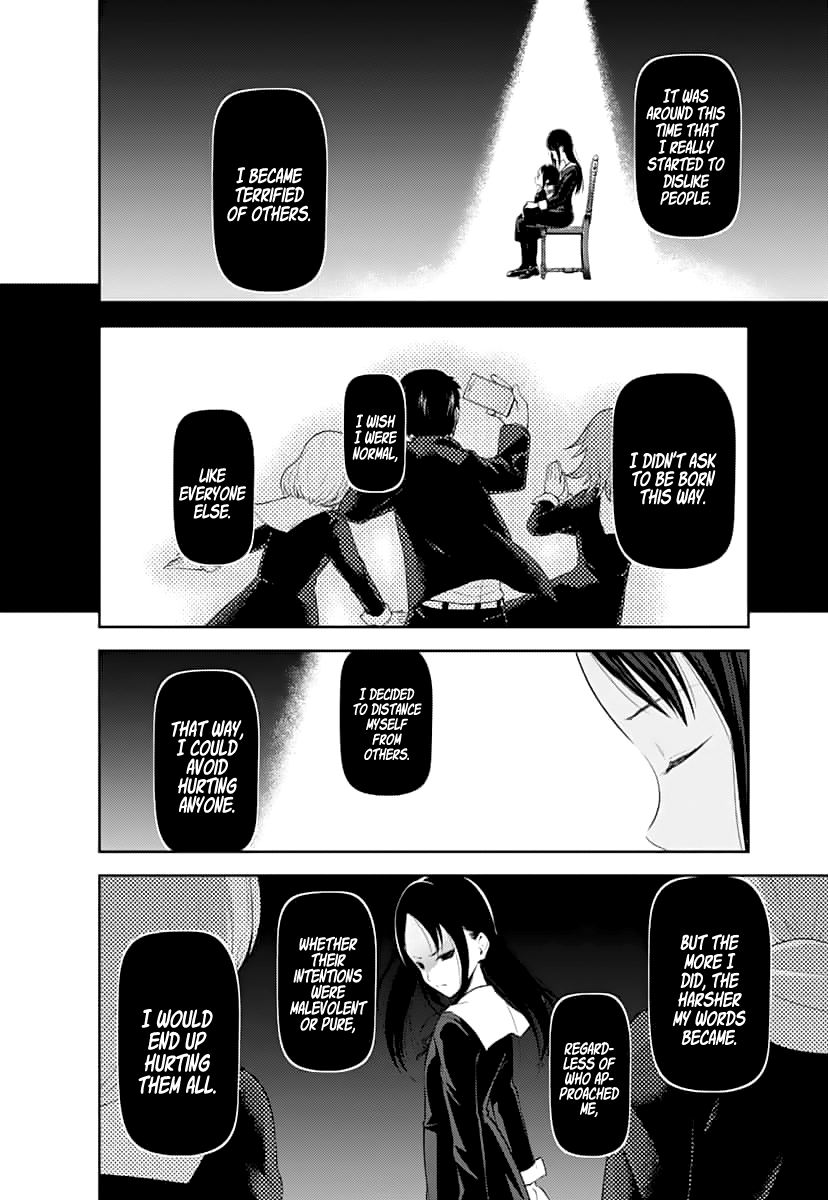 IT WAS
AROUND THIS
TIME THAT
I REALLY
STARTED TO
DISLIKE
PEOPLE.
I BECAME
TERRIFIED
OF OTHERS.
I DIDN'T ASK
TO BE BORN
THIS WAY.
I WISH
I WERE
NORMAL,
LIKE
EVERYONE
ELSE.
I DECIDED
TO DISTANCE
MYSELF
FROM
OTHERS.
THAT WAY,
I COULD
AVOID
HURTING
ANYONE.
BUT THE
MORE I
DID, THE
HARSHER
MY WORDS
BECAME.
REGARD-
LESS OF
WHO AP-
PROACHED
ME,
WHETHER
THEIR
INTENTIONS
WERE
MALEVOLENT
OR PURE,
I WOULD
END UP
HURTING
THEM ALL.